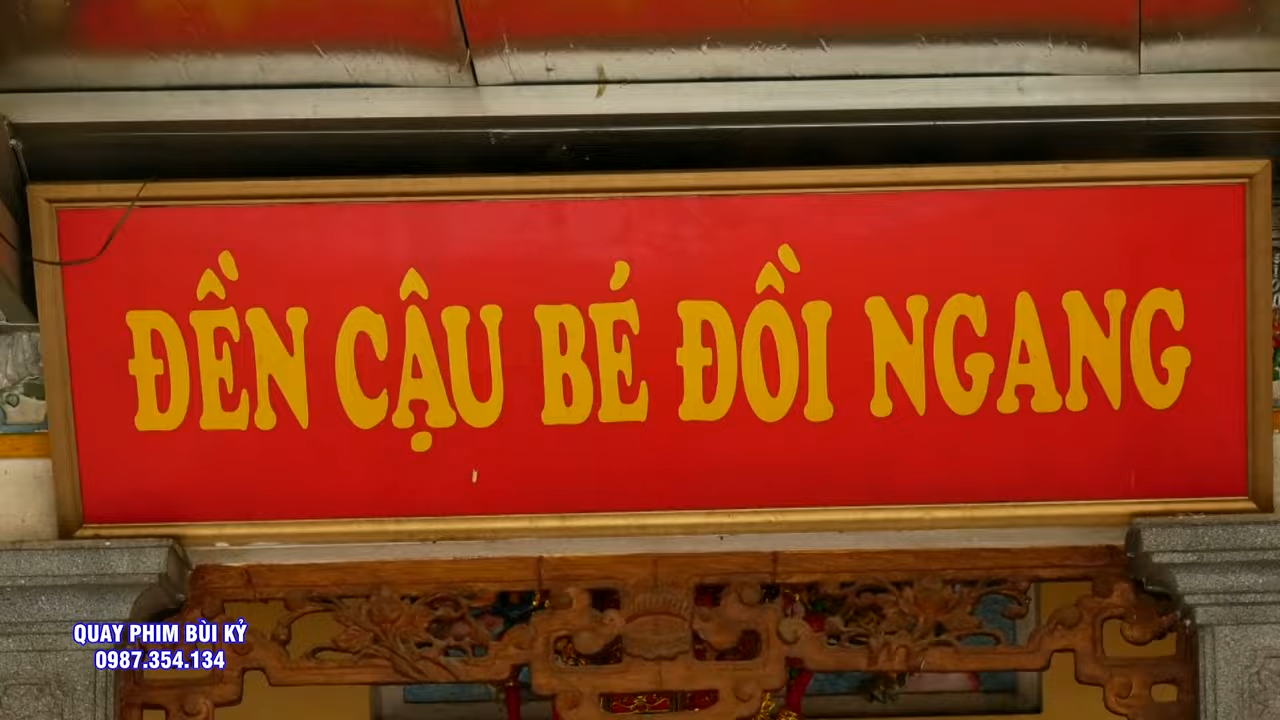 ĐỀN CẬU BÉ ĐỒI NGANG
QUAY PHIM BÙI KỶ
0987.354.134